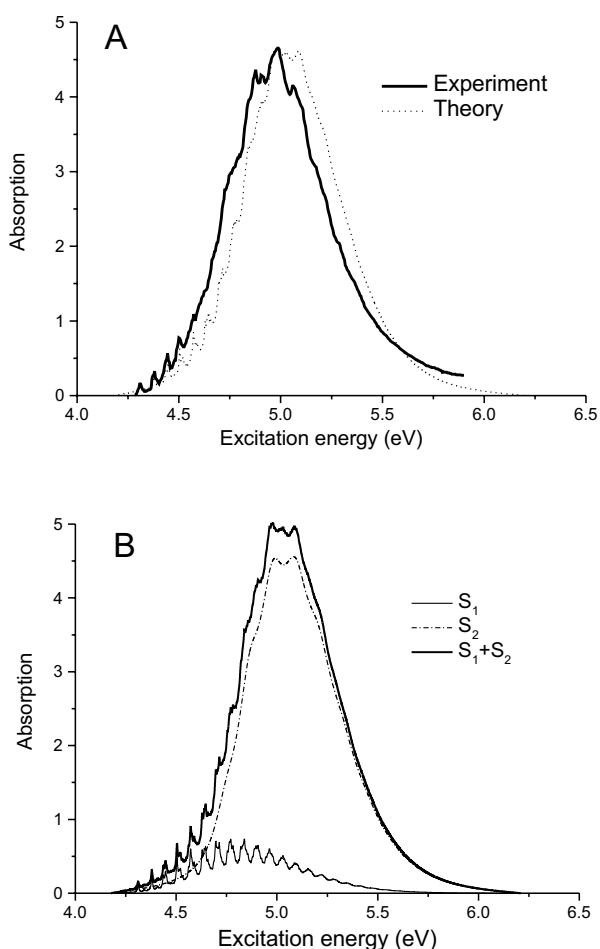 A
5
4
3
2
1
0
Absorption
Experiment
Theory
4.0 4.5 5.0 5.5 6.0 6.5
Excitation energy (eV)
B
5
4
3
2
1
0
Absorption
S₁
S₂
S₁+S₂
4.0 4.5 5.0 5.5 6.0 6.5
Excitation energy (eV)